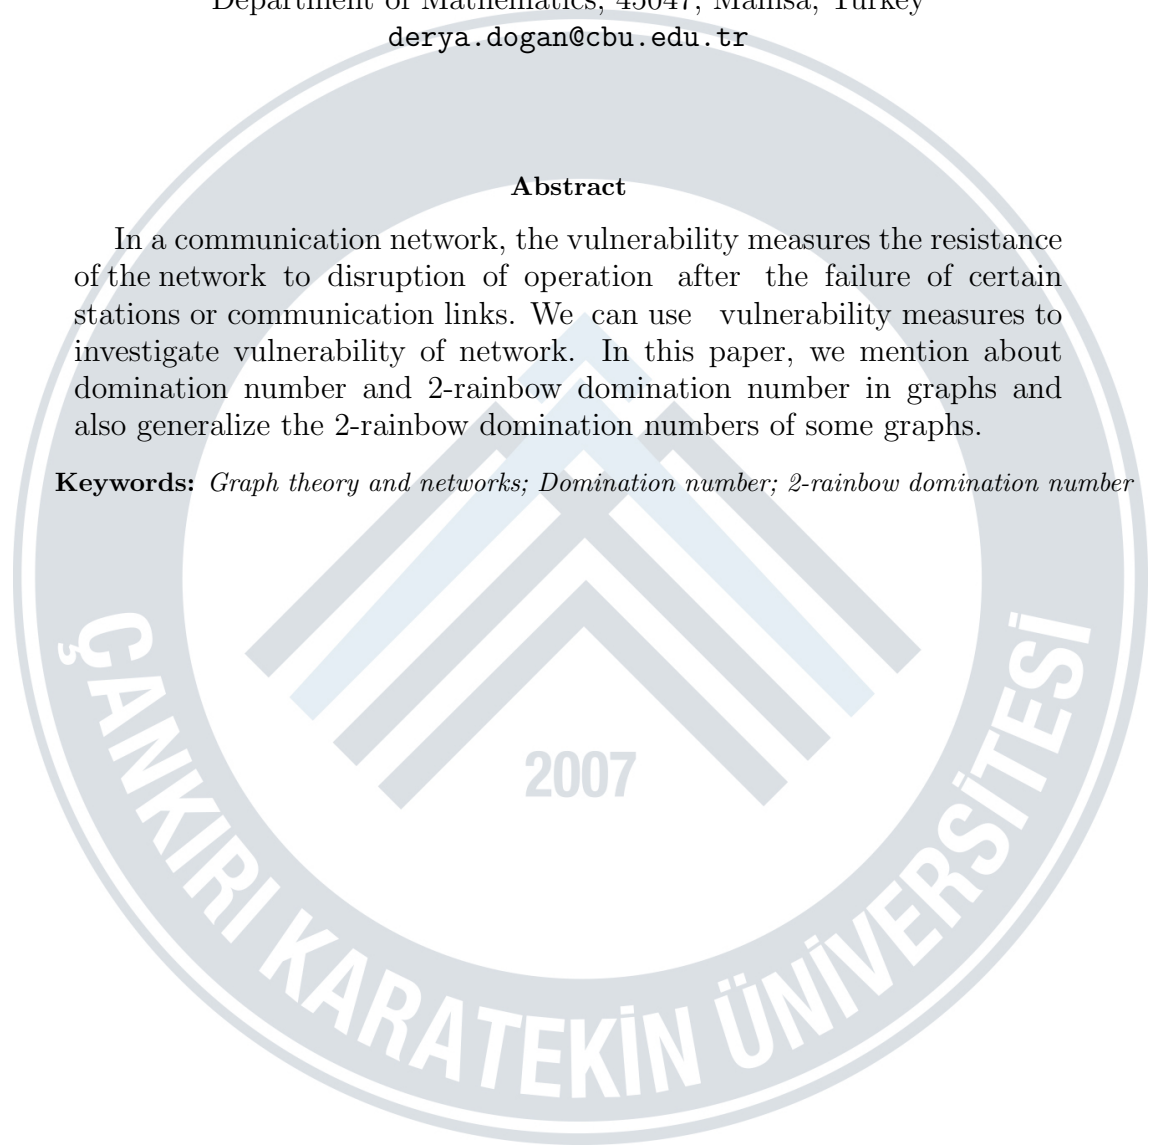 Department of Mathematics, 45047, Manisa, Turkey
derya.dogan@cbu.edu.tr
Abstract
In a communication network, the vulnerability measures the resistance
of the network to disruption of operation after the failure of certain
stations or communication links. We can use vulnerability measures to
investigate vulnerability of network. In this paper, we mention about
domination number and 2-rainbow domination number in graphs and
also generalize the 2-rainbow domination numbers of some graphs.
Keywords: Graph theory and networks; Domination number; 2-rainbow domination number
2007
ÇANKIRI KARATEKİN ÜNİVERSİTESİ